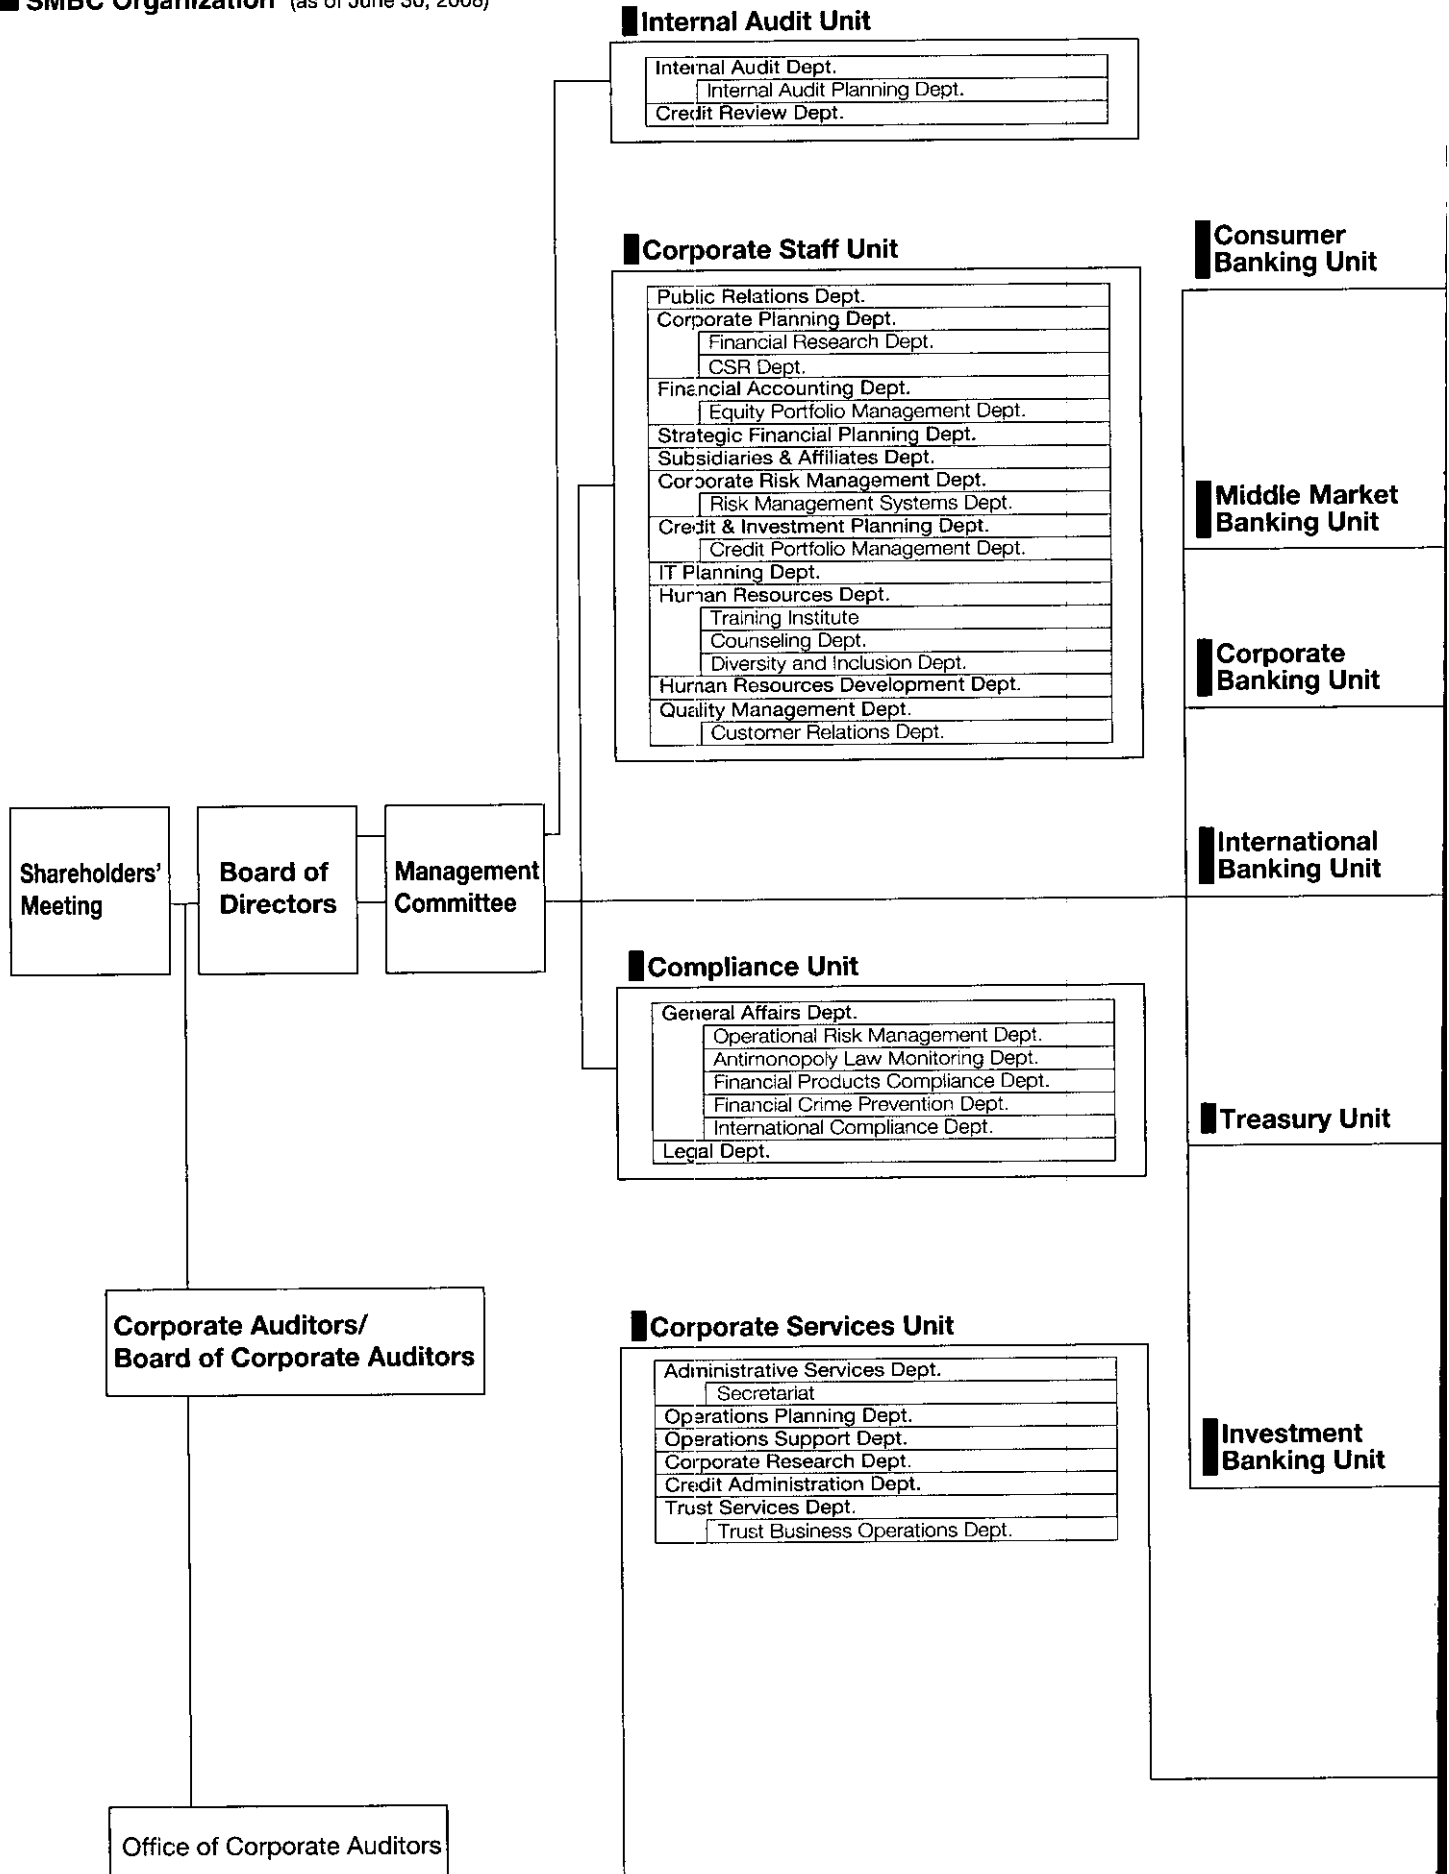 SMBC Organization (as of June 30, 2008)
Internal Audit Unit
Internal Audit Dept.
Internal Audit Planning Dept.
Credit Review Dept.
Corporate Staff Unit
Public Relations Dept.
Corporate Planning Dept.
Financial Research Dept.
CSR Dept.
Financial Accounting Dept.
Equity Portfolio Management Dept.
Strategic Financial Planning Dept.
Subsidiaries & Affiliates Dept.
Corporate Risk Management Dept.
Risk Management Systems Dept.
Credit & Investment Planning Dept.
Credit Portfolio Management Dept.
IT Planning Dept.
Human Resources Dept.
Training Institute
Counseling Dept.
Diversity and Inclusion Dept.
Human Resources Development Dept.
Quality Management Dept.
Customer Relations Dept.
Consumer
Banking Unit
Middle Market
Banking Unit
Corporate
Banking Unit
International
Banking Unit
Shareholders'
Meeting
Board of
Directors
Management
Committee
Compliance Unit
General Affairs Dept.
Operational Risk Management Dept.
Antimonopoly Law Monitoring Dept.
Financial Products Compliance Dept.
Financial Crime Prevention Dept.
International Compliance Dept.
Legal Dept.
Treasury Unit
Corporate Auditors/
Board of Corporate Auditors
Corporate Services Unit
Administrative Services Dept.
Secretariat
Operations Planning Dept.
Operations Support Dept.
Corporate Research Dept.
Credit Administration Dept.
Trust Services Dept.
Trust Business Operations Dept.
Investment
Banking Unit
Office of Corporate Auditors